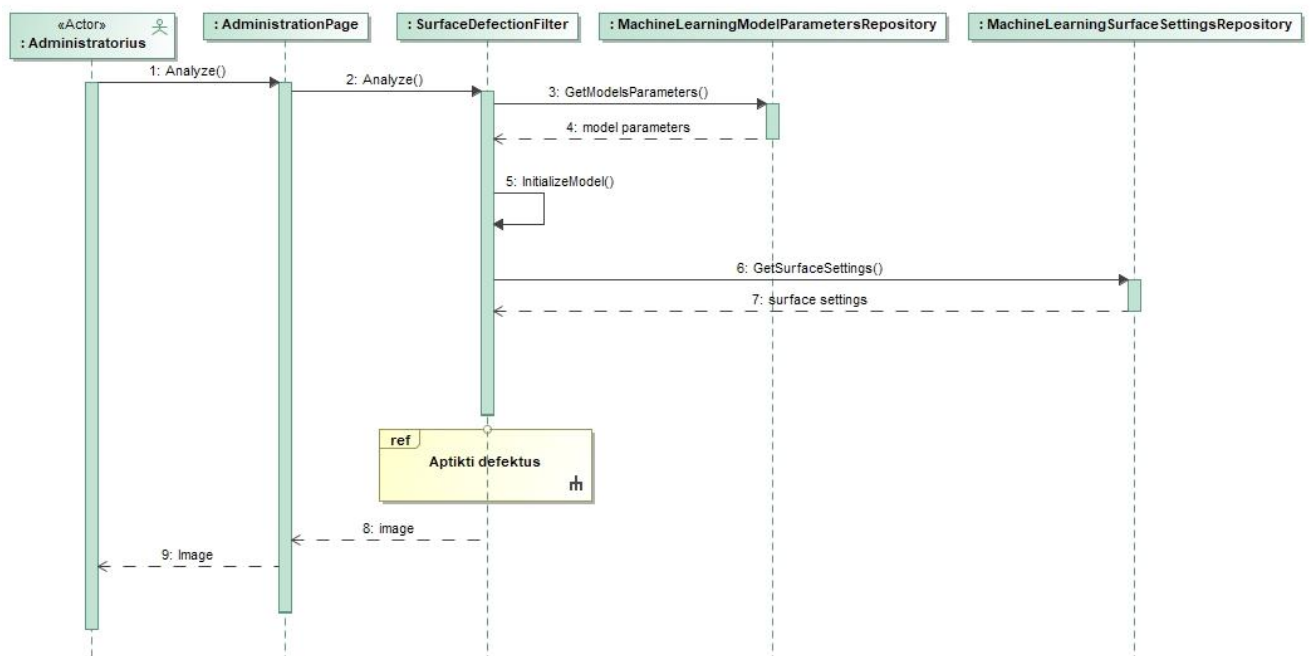 «Actor»
: Administratorius
: AdministrationPage
: SurfaceDefectionFilter
: MachineLearningModelParametersRepository
: MachineLearningSurfaceSettingsRepository
1: Analyze()
2: Analyze()
3: GetModelsParameters()
4: model parameters
5: InitializeModel()
6: GetSurfaceSettings()
7: surface settings
ref
Aptikti defektus
8: image
9: Image